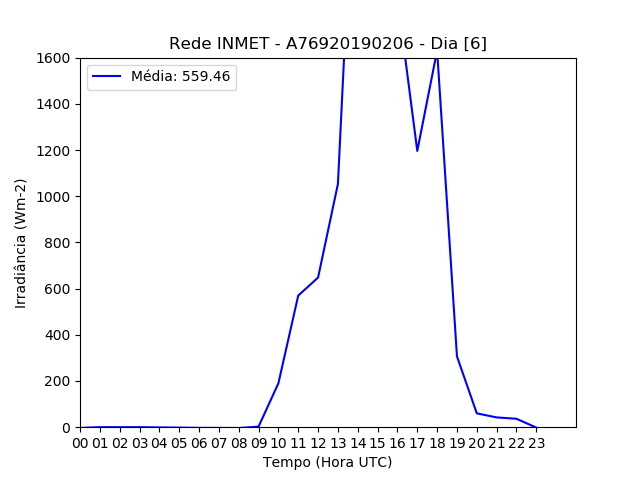 Rede INMET - A76920190206 - Dia [6]
Média: 559.46
1600
1400
1200
1000
800
600
400
200
0
Irradiância (Wm-2)
00 01 02 03 04 05 06 07 08 09 10 11 12 13 14 15 16 17 18 19 20 21 22 23
Tempo (Hora UTC)